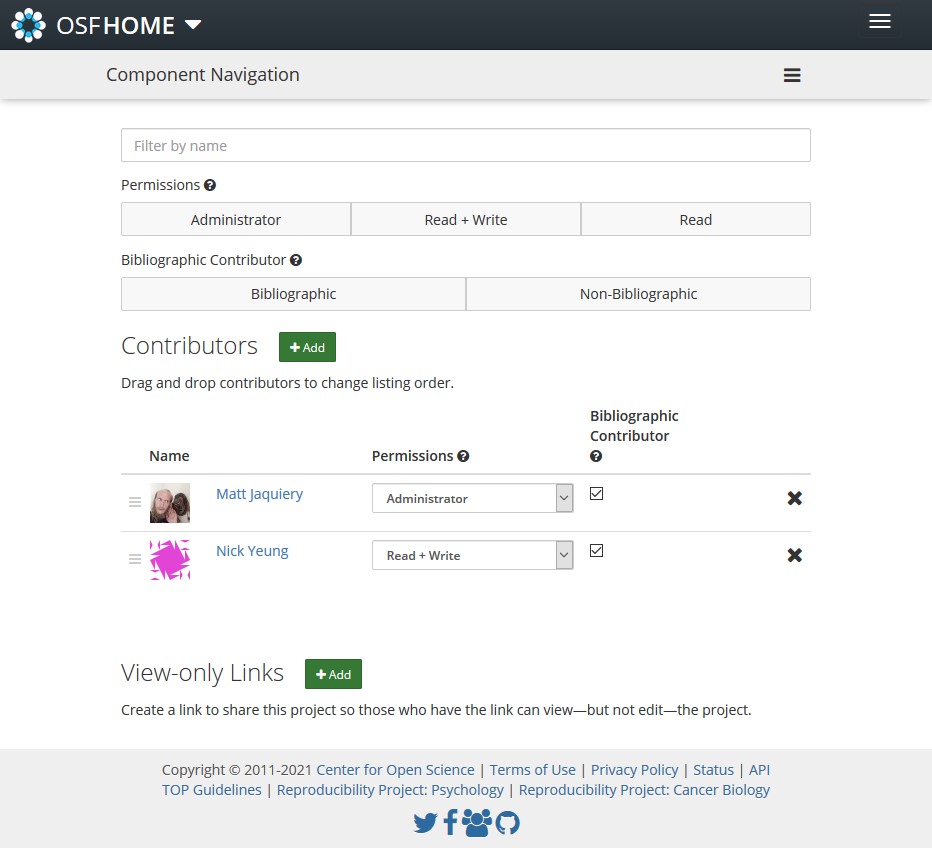 OSFHOME
Component Navigation
Filter by name
Permissions
Administrator Read + Write Read
Bibliographic Contributor
Bibliographic Non-Bibliographic
Contributors Add
Drag and drop contributors to change listing order.
Name Permissions Bibliographic Contributor
Matt Jaquiery Administrator
Nick Yeung Read + Write
View-only Links Add
Create a link to share this project so those who have the link can view—but not edit—the project.
Copyright © 2011-2021 Center for Open Science | Terms of Use | Privacy Policy | Status | API
TOP Guidelines | Reproducibility Project: Psychology | Reproducibility Project: Cancer Biology